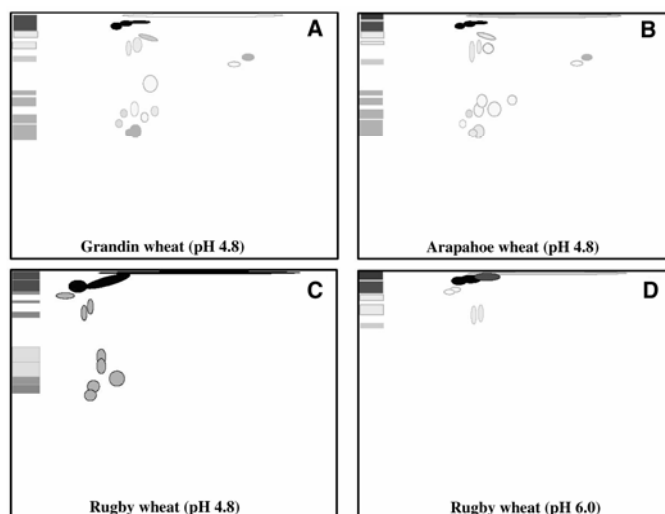 A
Grandin wheat (pH 4.8)
B
Arapahoe wheat (pH 4.8)
C
Rugby wheat (pH 4.8)
D
Rugby wheat (pH 6.0)